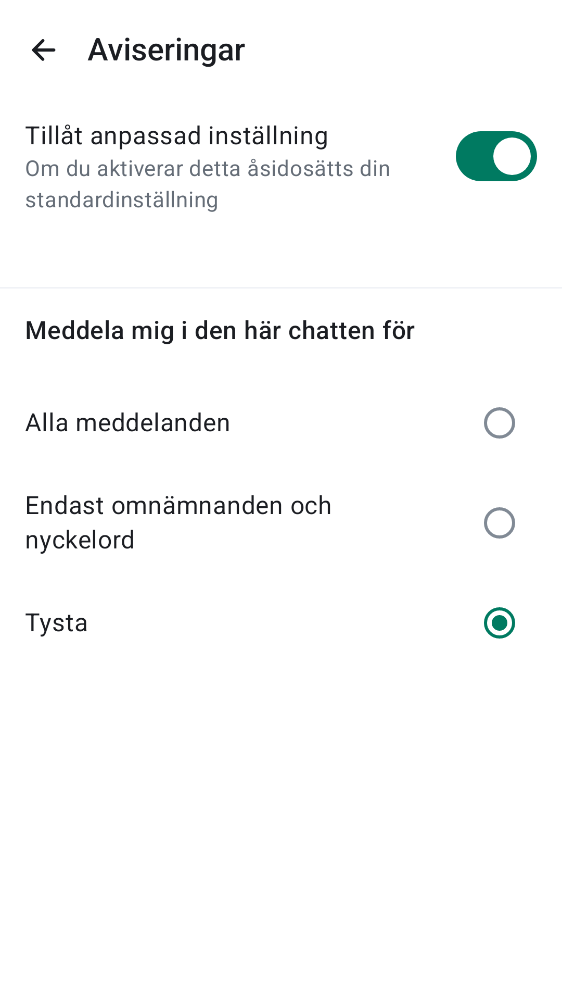 Aviseringar
Tillåt anpassad inställning
Om du aktiverar detta åsidosätts din
standardinställning
Meddela mig i den här chatten för
Alla meddelanden
Endast omnämnanden och
nyckelord
Tysta